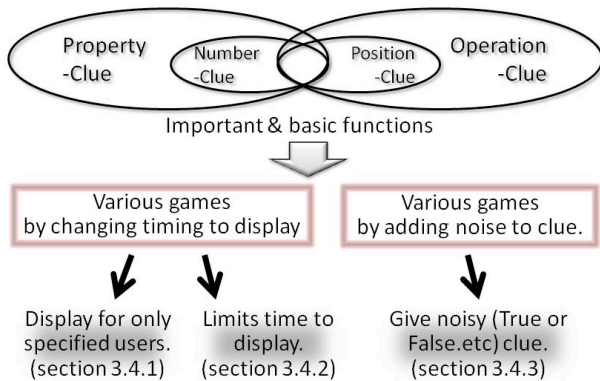 Property
-Clue
Number
-Clue
Position
-Clue
Operation
-Clue
Important & basic functions
Various games
by changing timing to display
Various games
by adding noise to clue.
Display for only
specified users.
(section 3.4.1)
Limits time to
display.
(section 3.4.2)
Give noisy (True or
False.etc) clue.
(section 3.4.3)